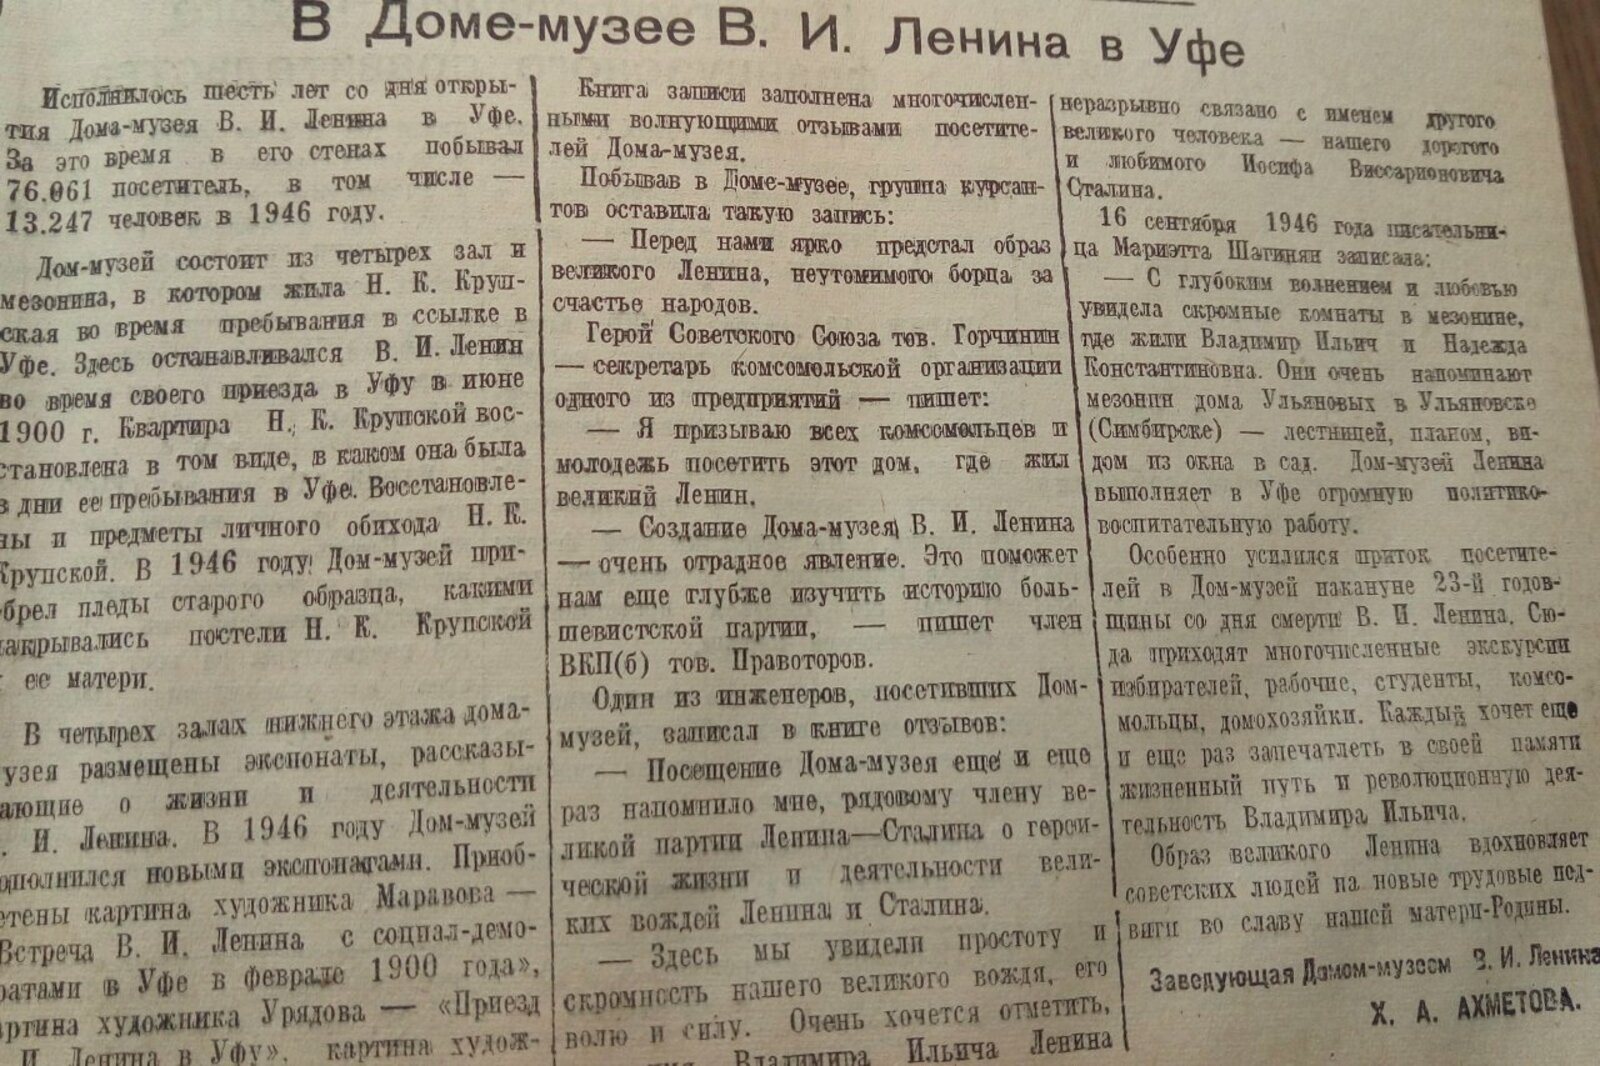 В Доме-музее В. И. Ленина в Уфе
Исполнилось шесть лет со дня откры-
тия Дома-музея В. И. Ленина в Уфе.
За это время в его стенах побывал
76.061 посетитель, в том числе —
13.247 человек в 1946 году.
Дом-музей состоит из четырех зал и
мезонина, в котором жила Н. К. Круп-
ская во время пребывания в ссылке в
Уфе. Здесь останавливался В. И. Ленин
во время своего приезда в Уфу в июне
1900 г. Квартира Н. К. Крупской вос-
становлена в том виде, в каком она была
в дни ее пребывания в Уфе. Восстановле-
ны и предметы личного обихода Н. К.
Крупской. В 1946 году Дом-музей при-
обрел пледы старого образца, какими
закрывались постели Н. К. Крупской
ее матери.
В четырех залах нижнего этажа дома-
узея размещены экспонаты, рассказы-
ающие о жизни и деятельности
. И. Ленина. В 1946 году Дом-музей
ополнился новыми экспонатами. Приоб-
етены картина художника Маравова —
Встреча В. И. Ленина с социал-демо-
ратами в Уфе в феврале 1900 года»,
артина художника Урядова — «Приезд
И. Ленина в Уфу», картина худож-
Книга записи заполнена многочислен-
ными волнующими отзывами посетите-
лей Дома-музея.
Побывав в Доме-музее, группа курсан-
тов оставила такую запись:
— Перед нами ярко предстал образ
великого Ленина, неутомимого борца за
счастье народов.
Герой Советского Союза тов. Горчинин
— секретарь комсомольской организации
одного из предприятий — пишет:
— Я призываю всех комсомольцев и
молодежь посетить этот дом, где жил
великий Ленин.
— Создание Дома-музея В. И. Ленина
— очень отрадное явление. Это поможет
нам еще глубже изучить историю боль-
шевистской партии, — пишет член
ВКП(б) тов. Правоторов.
Один из инженеров, посетивших Дом-
музей, записал в книге отзывов:
— Посещение Дома-музея еще и еще
раз напомнило мне, рядовому члену ве-
ликой партии Ленина—Сталина о герои-
ческой жизни и деятельности вели-
ких вождей Ленина и Сталина.
— Здесь мы увидели простоту и
скромность нашего великого вождя, его
волю и силу. Очень хочется отметить,
Владимира Ильича Ленина
неразрывно связано с именем другого
великого человека — нашего дорогого
и любимого Иосифа Виссарионовича
Сталина.
16 сентября 1946 года писательни-
ца Мариэтта Шагинян записала:
— С глубоким волнением и любовью
увидела скромные комнаты в мезонине,
где жили Владимир Ильич и Надежда
Константиновна. Они очень напоминают
мезонин дома Ульяновых в Ульяновске
(Симбирске) — лестницей, планом, ви-
дом из окна в сад. Дом-музей Ленина
выполняет в Уфе огромную политико-
воспитательную работу.
Особенно усилился приток посетите-
лей в Дом-музей накануне 23-й годов-
щины со дня смерти В. И. Ленина. Сю-
да приходят многочисленные экскурсии
избирателей, рабочие, студенты, комсо-
мольцы, домохозяйки. Каждый хочет еще
и еще раз запечатлеть в своей памяти
жизненный путь и революционную дея-
тельность Владимира Ильича.
Образ великого Ленина вдохновляет
советских людей на новые трудовые под-
виги во славу нашей матери-Родины.
Заведующая Домом-музеем В. И. Ленина
Х. А. АХМЕТОВА.